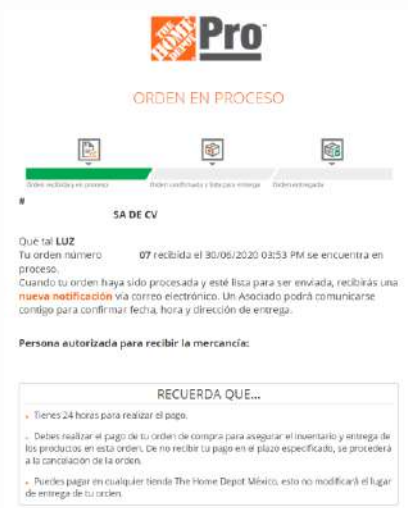 THE HOME DEPOT Pro
ORDEN EN PROCESO
Orden recibida y en proceso
Orden confirmada y lista para entrega
Orden entregada
#
SA DE CV
Qué tal LUZ
Tu orden número 07 recibida el 30/06/2020 03:53 PM se encuentra en
proceso.
Cuando tu orden haya sido procesada y esté lista para ser enviada, recibirás una
nueva notificación vía correo electrónico. Un Asociado podrá comunicarse
contigo para confirmar fecha, hora y dirección de entrega.
Persona autorizada para recibir la mercancía:
RECUERDA QUE...
• Tienes 24 horas para realizar el pago.
• Debes realizar el pago de tu orden de compra para asegurar el inventario y entrega de
los productos en esta orden. De no recibir tu pago en el plazo especificado, se procederá
a la cancelación de la orden.
• Puedes pagar en cualquier tienda The Home Depot México, esto no modificará el lugar
de entrega de tu orden.